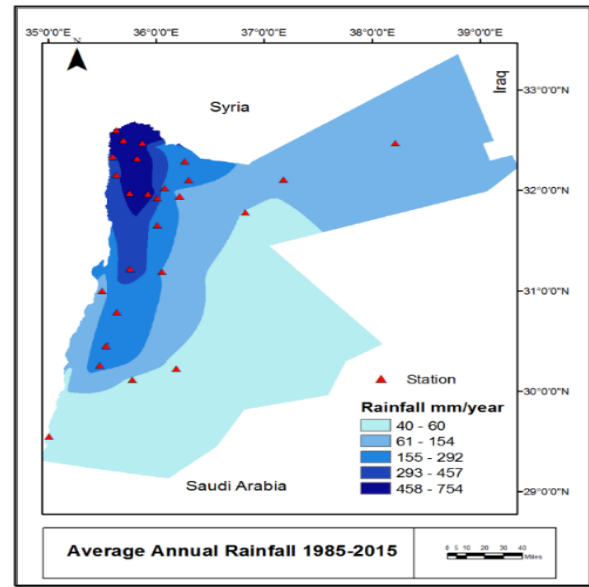 35°0'0"E 36°0'0"E 37°0'0"E 38°0'0"E 39°0'0"E
Syria
Iraq
33°0'0"N
32°0'0"N
31°0'0"N
30°0'0"N
29°0'0"N
Station
Rainfall mm/year
40 - 60
61 - 154
155 - 292
293 - 457
458 - 754
Saudi Arabia
Average Annual Rainfall 1985-2015
0 5 10 20 30 40
Miles